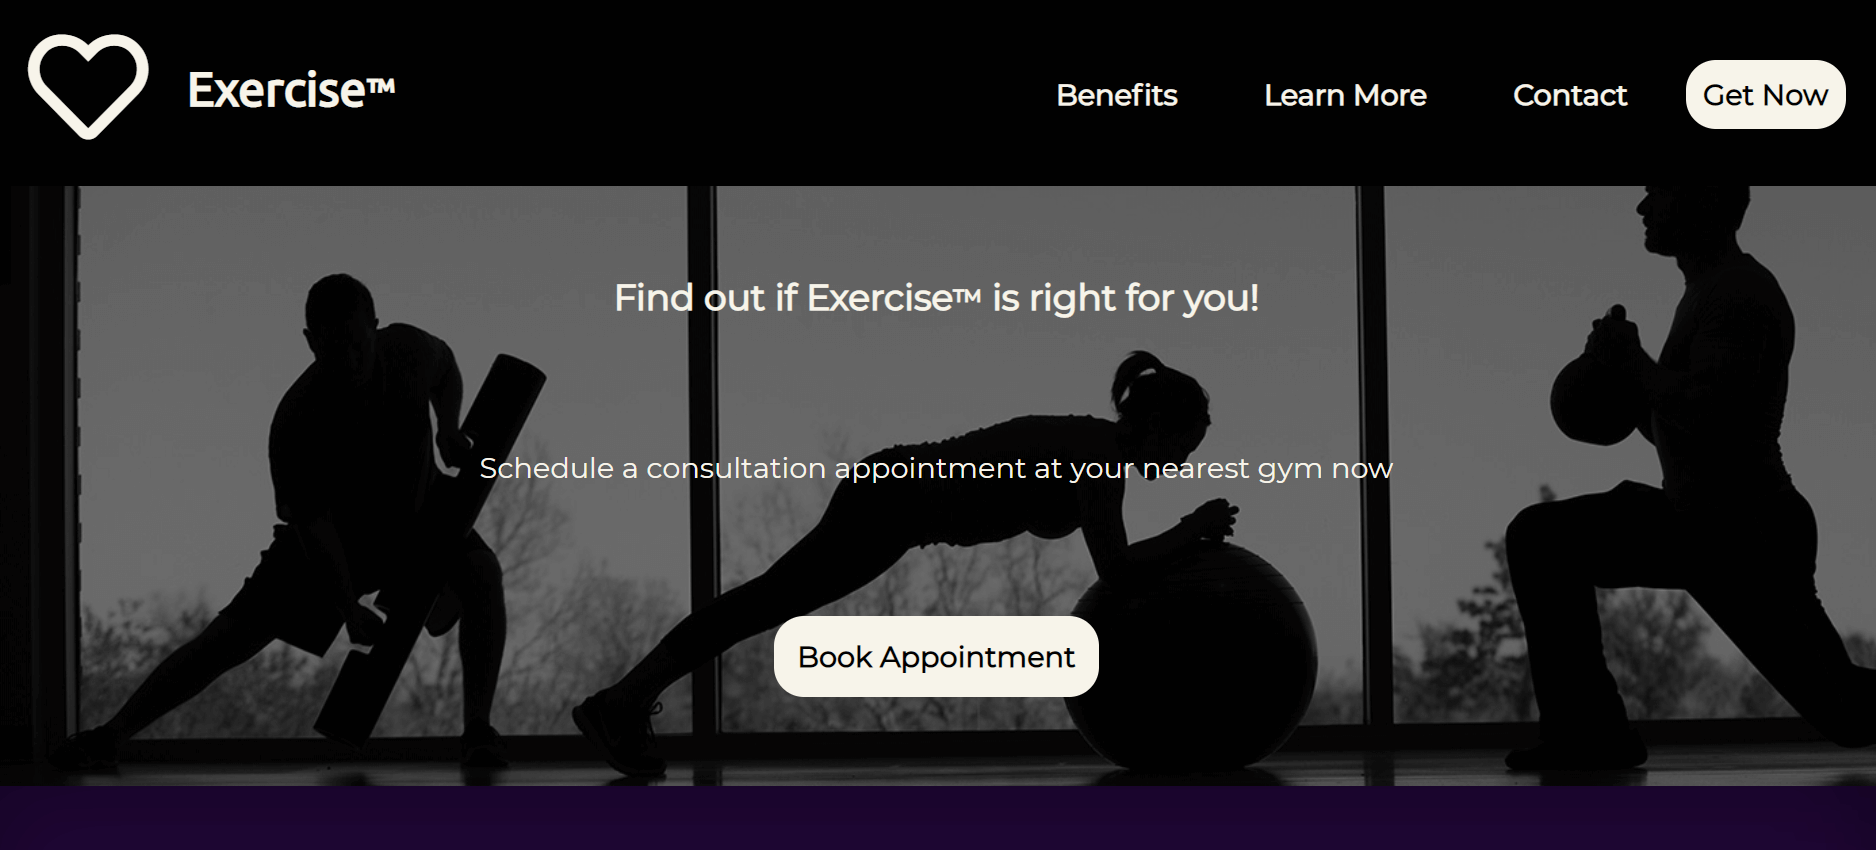 Exercise™
Benefits
Learn More
Contact
Get Now
Find out if Exercise™ is right for you!
Schedule a consultation appointment at your nearest gym now
Book Appointment